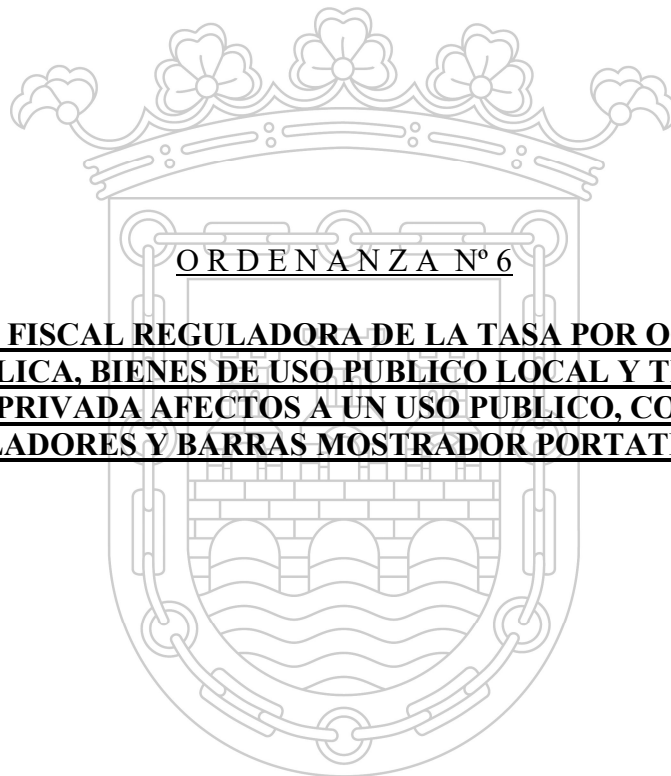 O R D E N A N Z A Nº 6
FISCAL REGULADORA DE LA TASA POR O
LICA, BIENES DE USO PUBLICO LOCAL Y T
PRIVADA AFECTOS A UN USO PUBLICO, CO
LADORES Y BARRAS MOSTRADOR PORTAT